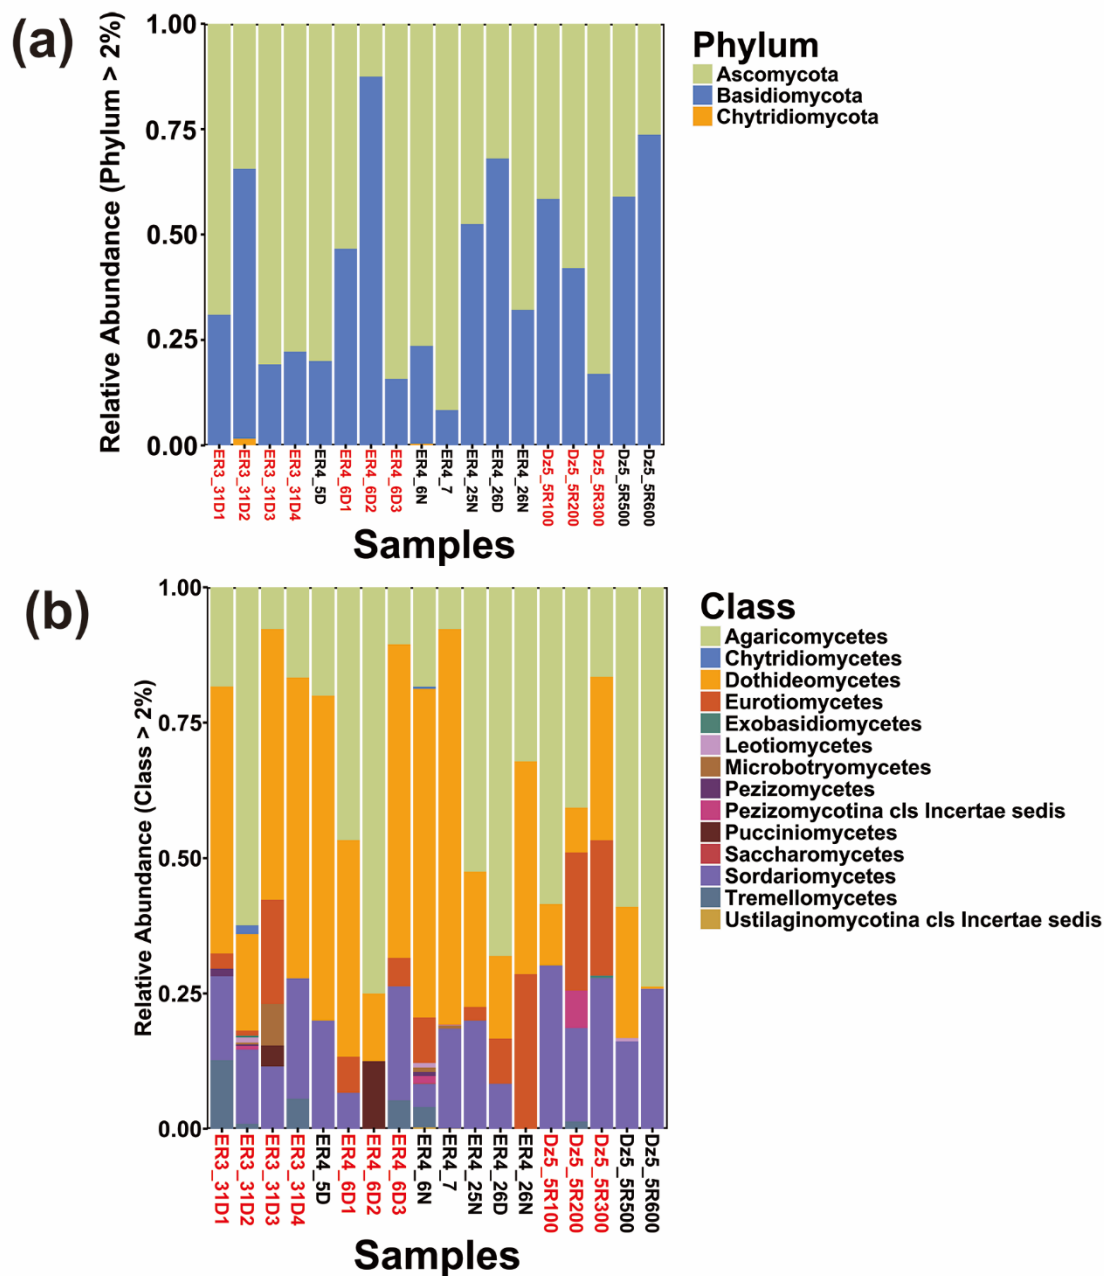 (a)
Relative Abundance (Phylum > 2%)
1.00
0.75
0.50
0.25
0.00
ER3_31D1
ER3_31D2
ER3_31D3
ER3_31D4
ER4_5D
ER4_6D1
ER4_6D2
ER4_6D3
ER4_6N
ER4_7
ER4_25N
ER4_26D
ER4_26N
Dz5_5R100
Dz5_5R200
Dz5_5R300
Dz5_5R500
Dz5_5R600
Samples
Phylum
Ascomycota
Basidiomycota
Chytridiomycota
(b)
Relative Abundance (Class > 2%)
1.00
0.75
0.50
0.25
0.00
ER3_31D1
ER3_31D2
ER3_31D3
ER3_31D4
ER4_5D
ER4_6D1
ER4_6D2
ER4_6D3
ER4_6N
ER4_7
ER4_25N
ER4_26D
ER4_26N
Dz5_5R100
Dz5_5R200
Dz5_5R300
Dz5_5R500
Dz5_5R600
Samples
Class
Agaricomycetes
Chytridiomycetes
Dothideomycetes
Eurotiomycetes
Exobasidiomycetes
Leotiomycetes
Microbotryomycetes
Pezizomycetes
Pezizomycotina cls Incertae sedis
Pucciniomycetes
Saccharomycetes
Sordariomycetes
Tremellomycetes
Ustilaginomycotina cls Incertae sedis